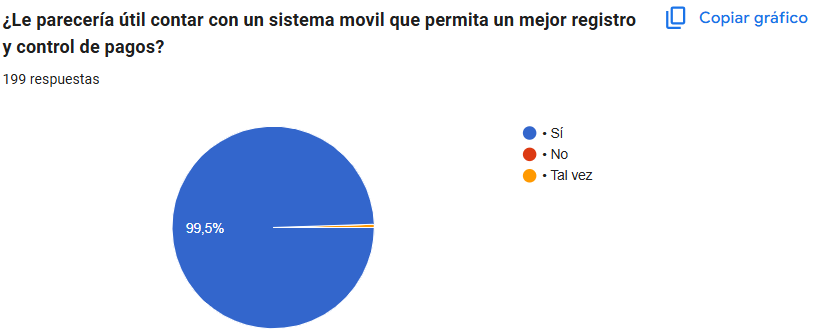 ¿Le parecería útil contar con un sistema movil que permita un mejor registro
y control de pagos?
Copiar gráfico
199 respuestas
• Sí
• No
• Tal vez
99,5%